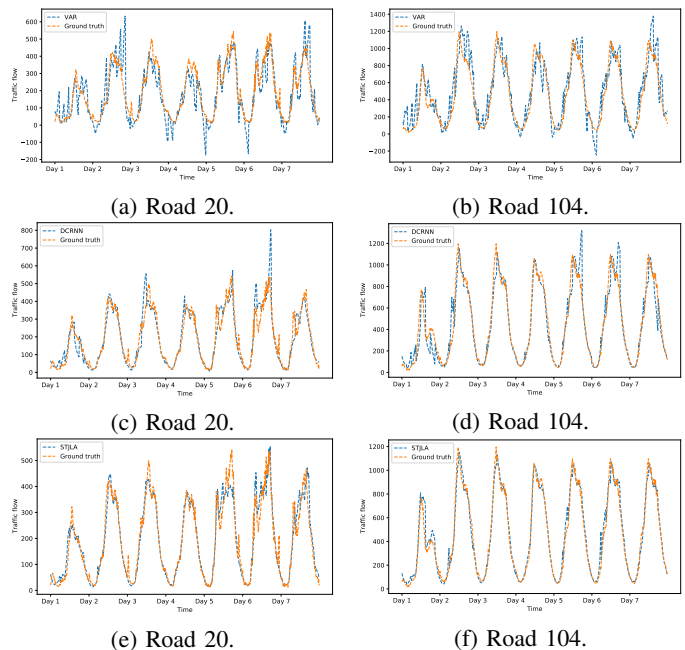 VAR
Ground truth
600
500
400
300
200
100
0
−100
−200
Traffic flow
Day 1 Day 2 Day 3 Day 4 Day 5 Day 6 Day 7
Time
(a) Road 20.
VAR
Ground truth
1400
1200
1000
800
600
400
200
0
−200
Traffic flow
Day 1 Day 2 Day 3 Day 4 Day 5 Day 6 Day 7
Time
(b) Road 104.
DCRNN
Ground truth
800
700
600
500
400
300
200
100
0
Traffic flow
Day 1 Day 2 Day 3 Day 4 Day 5 Day 6 Day 7
Time
(c) Road 20.
DCRNN
Ground truth
1200
1000
800
600
400
200
0
Traffic flow
Day 1 Day 2 Day 3 Day 4 Day 5 Day 6 Day 7
Time
(d) Road 104.
STJLA
Ground truth
500
400
300
200
100
0
Traffic flow
Day 1 Day 2 Day 3 Day 4 Day 5 Day 6 Day 7
Time
(e) Road 20.
STJLA
Ground truth
1200
1000
800
600
400
200
0
Traffic flow
Day 1 Day 2 Day 3 Day 4 Day 5 Day 6 Day 7
Time
(f) Road 104.